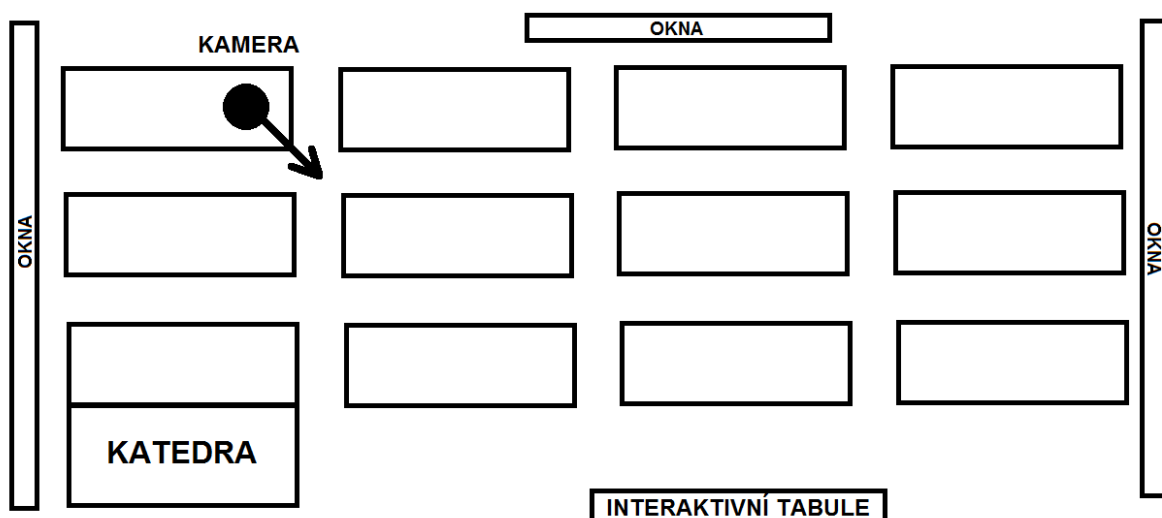 OKNA
KAMERA
OKNA
OKNA
KATEDRA
INTERAKTIVNÍ TABULE